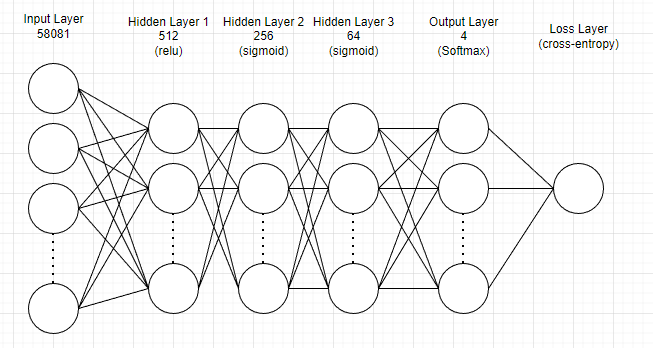 Input Layer
58081
Hidden Layer 1
512
(relu)
Hidden Layer 2
256
(sigmoid)
Hidden Layer 3
64
(sigmoid)
Output Layer
4
(Softmax)
Loss Layer
(cross-entropy)